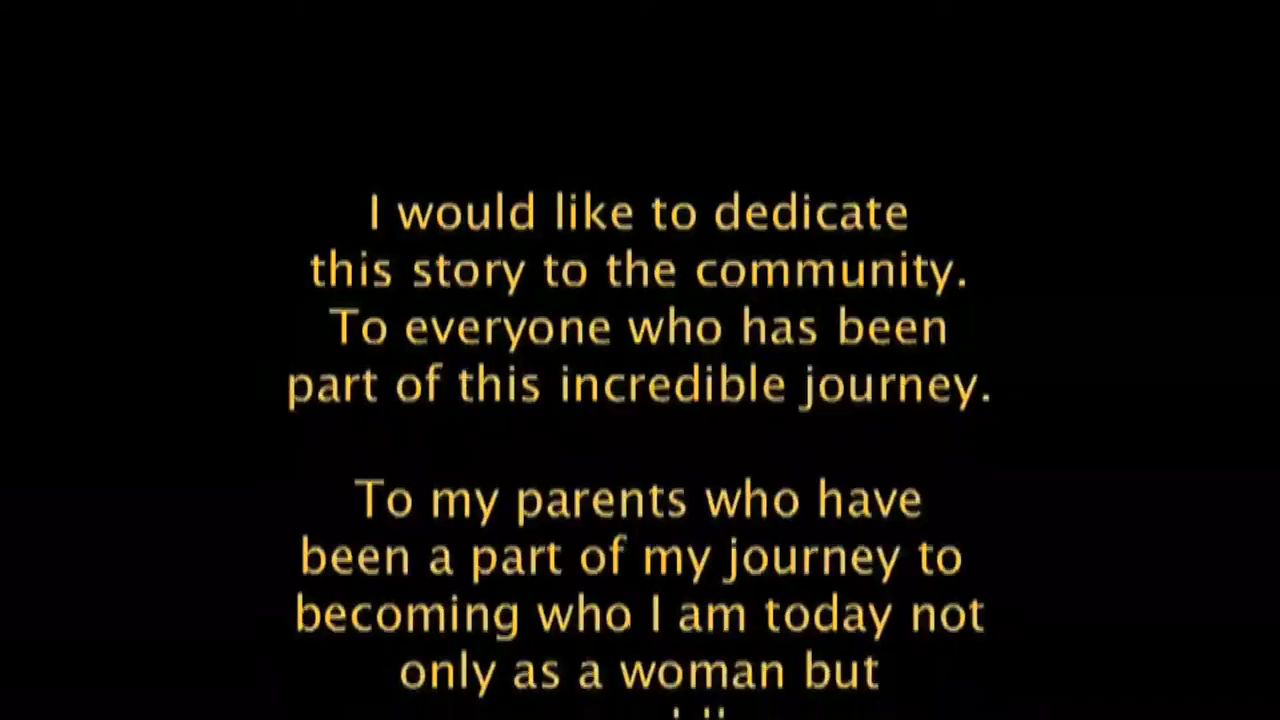 I would like to dedicate
this story to the community.
To everyone who has been
part of this incredible journey.
To my parents who have
been a part of my journey to
becoming who I am today not
only as a woman but